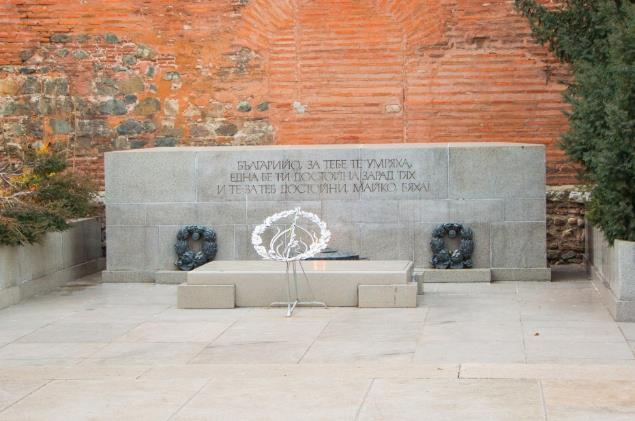 БЪЛГАРИЙО, ЗА ТЕБЕ ТЕ УМРЯХА,
ЕДНА БЕ ТИ ДОСТОЙНА ЗАРАД ТЯХ
И ТЕ ЗА ТЕБ ДОСТОЙНИ, МАЙКО, БЯХА!